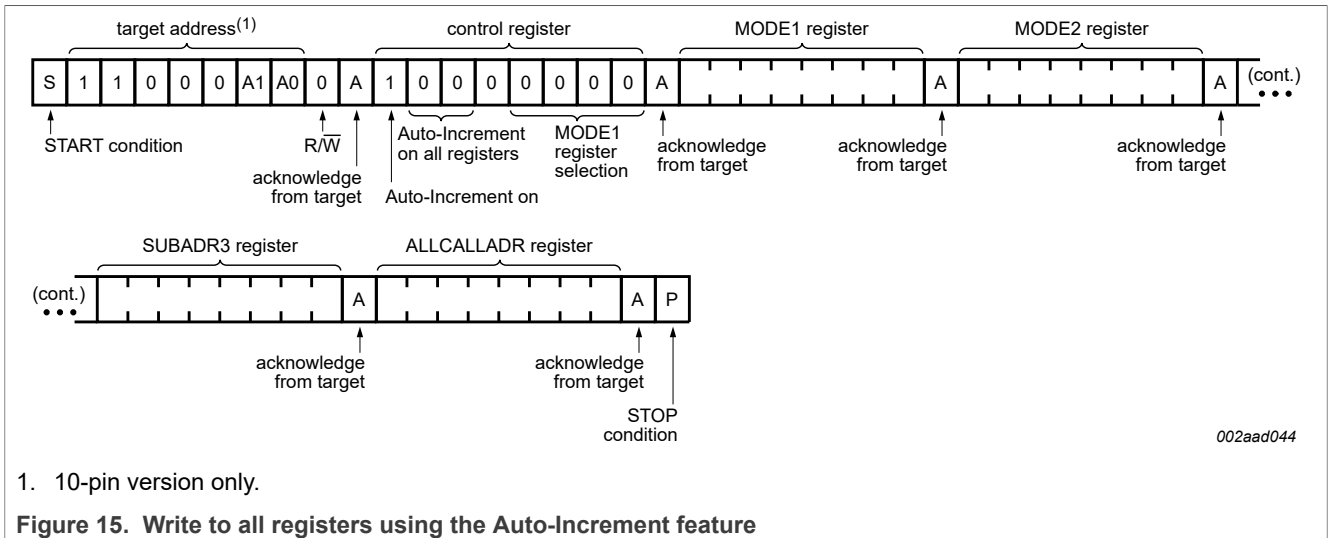 target address(1) control register MODE1 register MODE2 register
S 1 1 0 0 0 A1 A0 0 A 1 0 0 0 0 0 0 0 A A A (cont.)
START condition R/W̅ Auto-Increment on all registers MODE1 register selection acknowledge from target acknowledge from target acknowledge from target
acknowledge from target Auto-Increment on
SUBADR3 register ALLCALLADR register
(cont.) A A P
acknowledge from target acknowledge from target
STOP condition
002aad044
1. 10-pin version only.
Figure 15. Write to all registers using the Auto-Increment feature